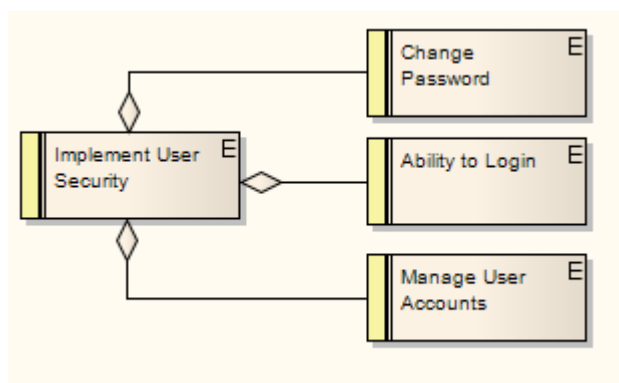 Change E
Password
Implement User E
Security
Ability to Login E
Manage User E
Accounts